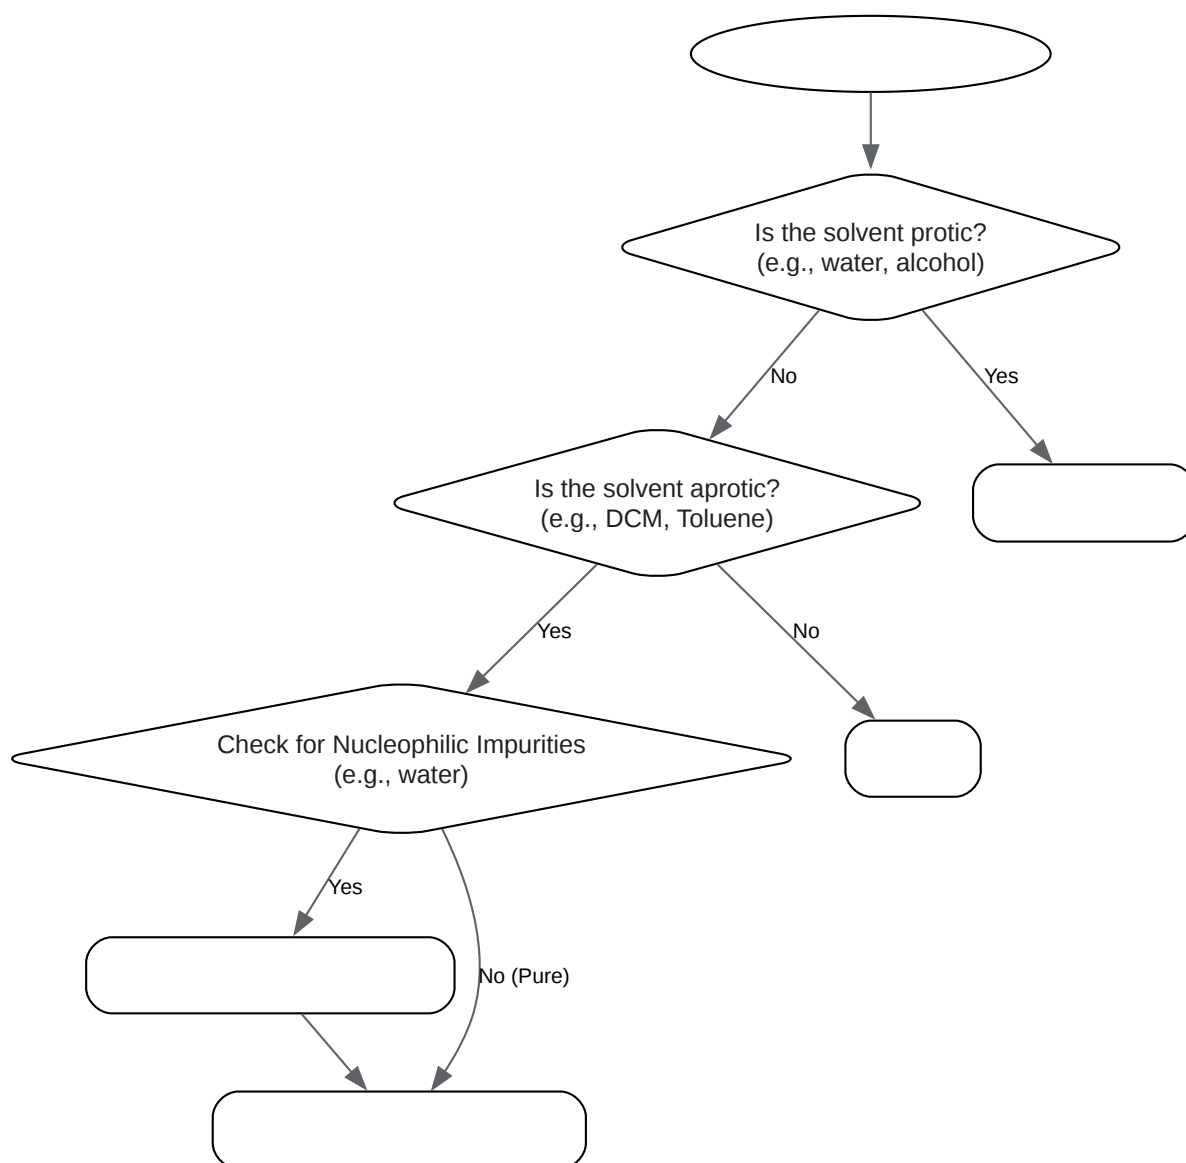 Is the solvent protic?
(e.g., water, alcohol)
No
Yes
Is the solvent aprotic?
(e.g., DCM, Toluene)
Yes
No
Check for Nucleophilic Impurities
(e.g., water)
Yes
No (Pure)